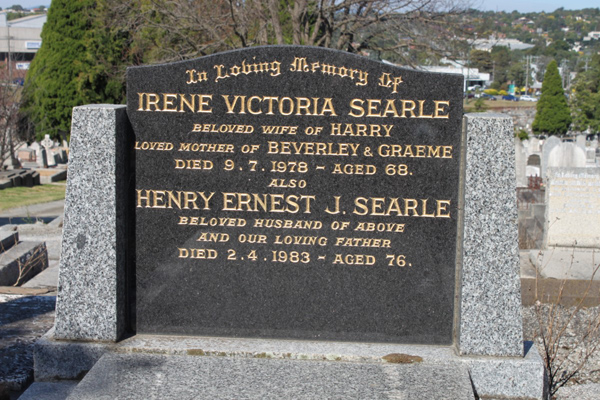 In Loving Memory Of
IRENE VICTORIA SEARLE
BELOVED WIFE OF HARRY
LOVED MOTHER OF BEVERLEY & GRAEME
DIED 9.7.1978 - AGED 68.
ALSO
HENRY ERNEST J. SEARLE
BELOVED HUSBAND OF ABOVE
AND OUR LOVING FATHER
DIED 2.4.1983 - AGED 76.